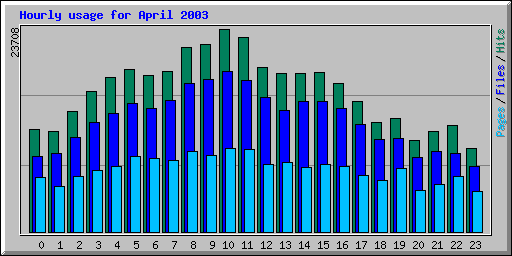 Hourly usage for April 2003
23708
Pages/Files/Hits
0 1 2 3 4 5 6 7 8 9 10 11 12 13 14 15 16 17 18 19 20 21 22 23